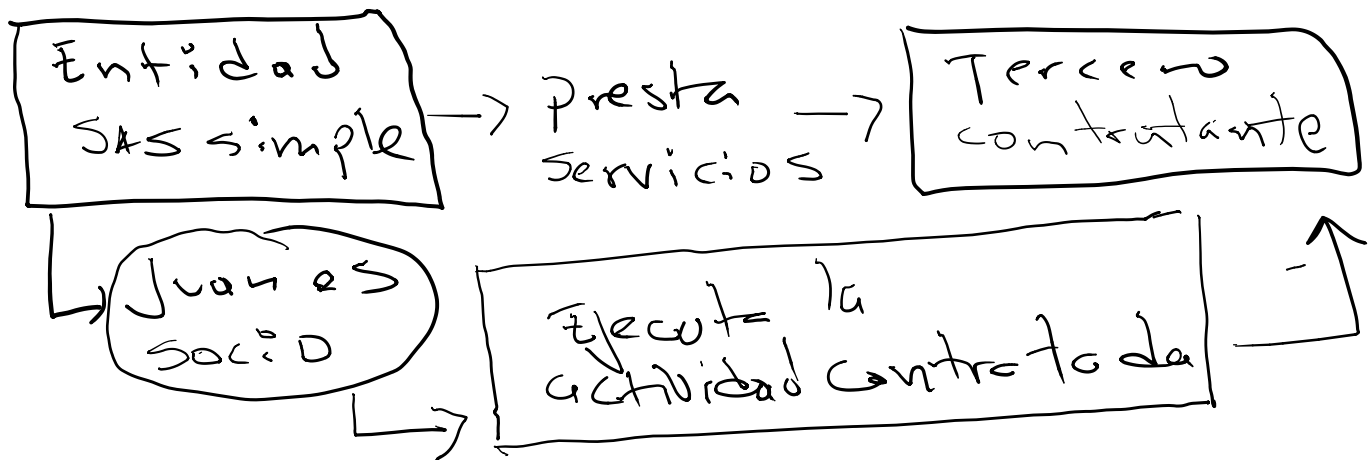 Entidad
SAS simple
presta
servicios
Tercero
contratante
Juan es
socio
Ejecuta la
actividad contratada